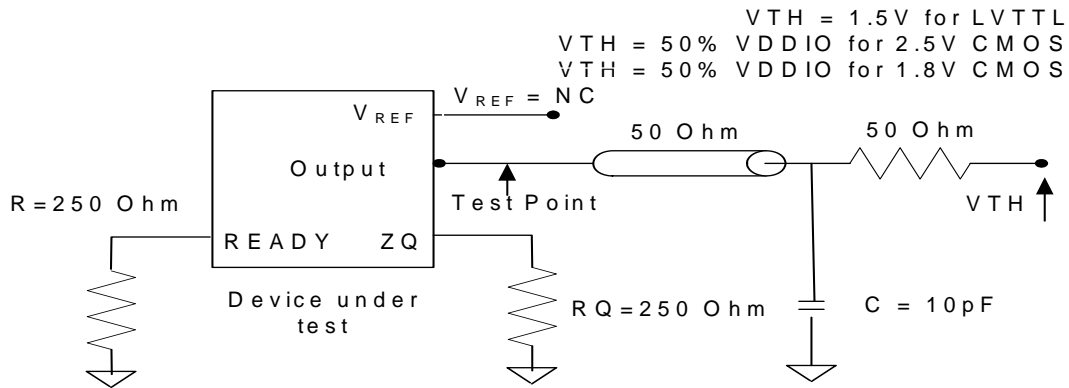 VTH = 1.5V for LVTTL
VTH = 50% VDDIO for 2.5V CMOS
VTH = 50% VDDIO for 1.8V CMOS
VREF = NC
VREF
50 Ohm
50 Ohm
Output
R=250 Ohm
Test Point
VTH
READY
ZQ
Device under
test
RQ=250 Ohm
C = 10pF